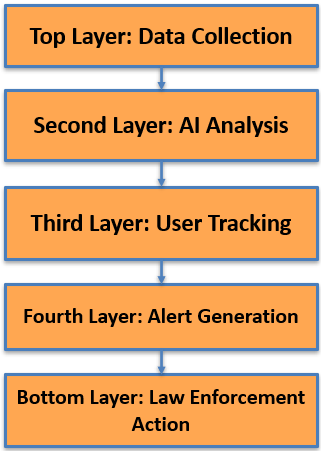 Top Layer: Data Collection
Second Layer: AI Analysis
Third Layer: User Tracking
Fourth Layer: Alert Generation
Bottom Layer: Law Enforcement
Action